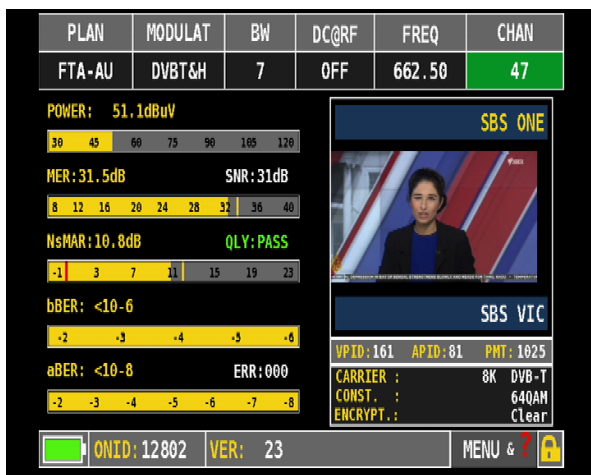 PLAN MODULAT BW DC@RF FREQ CHAN
FTA-AU DVBT&H 7 OFF 662.50 47
POWER: 51.1dBuV
30 45 60 75 90 105 120
MER:31.5dB SNR:31dB
8 12 16 20 24 28 32 36 40
NsMAR:10.8dB QLY:PASS
-1 3 7 11 15 19 23
bBER: <10-6
-2 -3 -4 -5 -6
aBER: <10-8 ERR:000
-2 -3 -4 -5 -6 -7 -8
SBS ONE
SBS VIC
VPID:161 APID:81 PMT:1025
CARRIER : 8K DVB-T
CONST. : 64QAM
ENCRYPT.: Clear
ONID:12802 VER: 23 MENU & ?